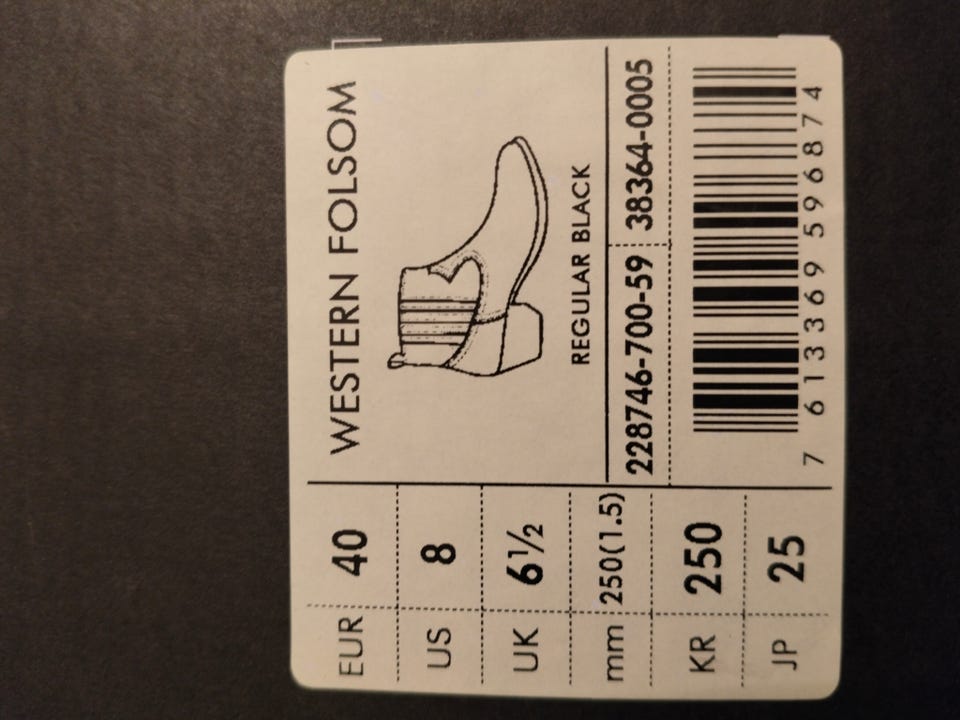 EUR 40
US 8
UK 6½
mm 250(1.5)
KR 250
JP 25
WESTERN FOLSOM
REGULAR BLACK
228746-700-59 38364-0005
7 613369 596874